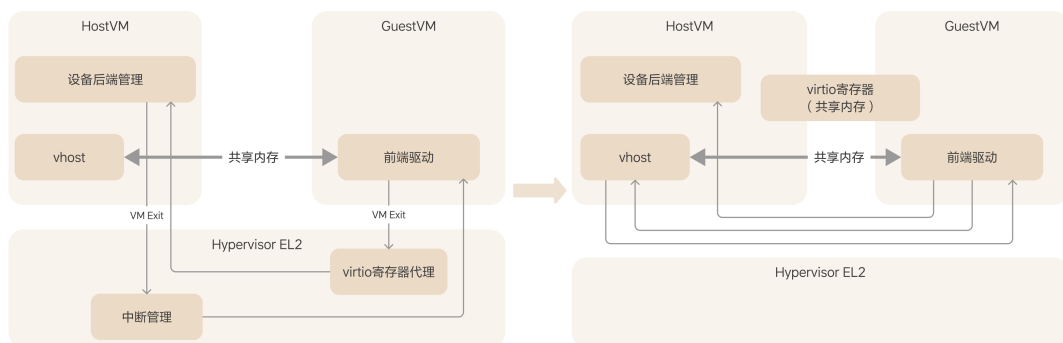 HostVM
GuestVM
设备后端管理
vhost
共享内存
前端驱动
VM Exit
VM Exit
Hypervisor EL2
virtio寄存器代理
中断管理
HostVM
GuestVM
设备后端管理
virtio寄存器
（共享内存）
vhost
共享内存
前端驱动
Hypervisor EL2